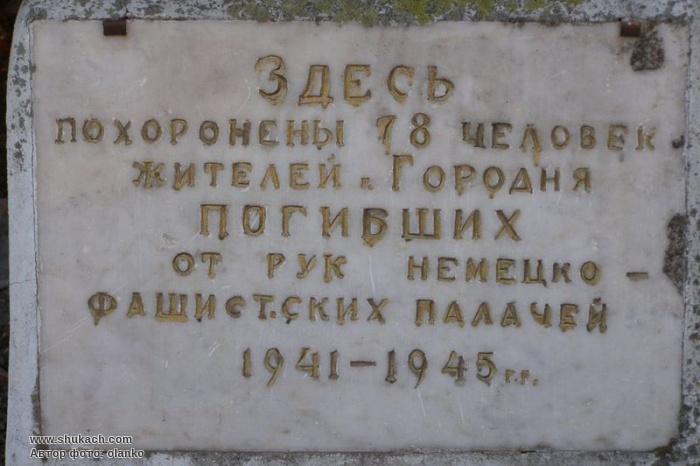 Здесь
похоронены 78 человек
жителей г. Городня
погибших
от рук немецко –
фашист.ских палачей
1941 – 1945 г.г.
www.shukach.com
Автор фото: olanko